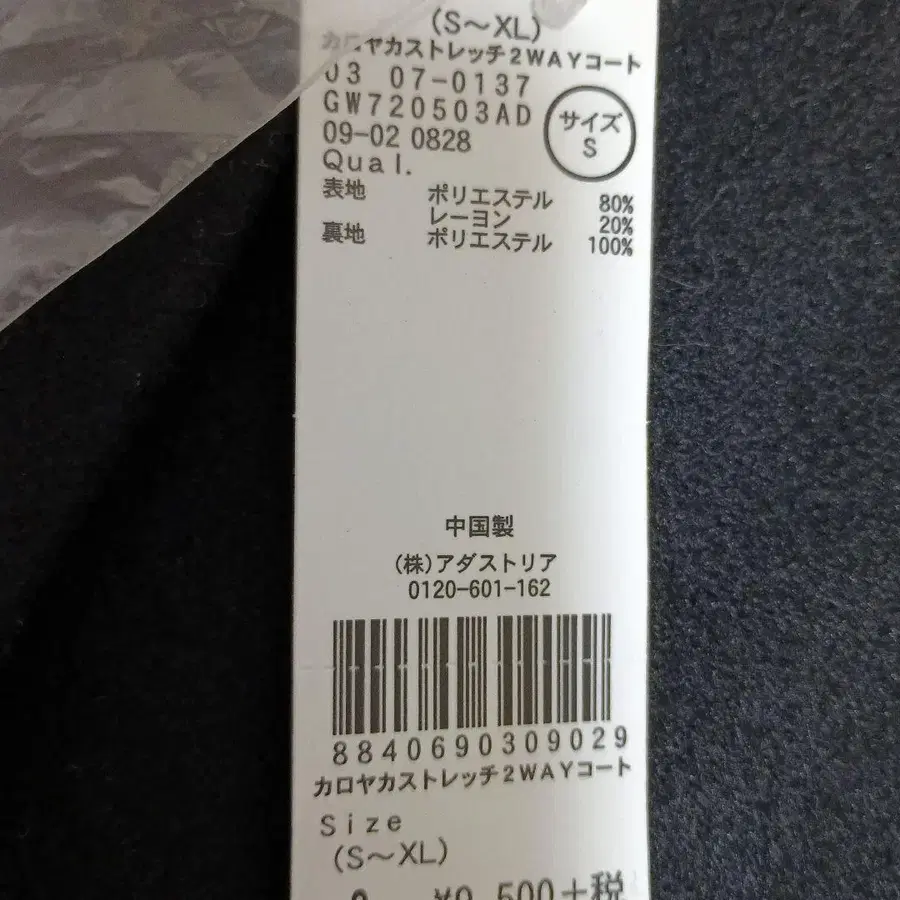 (S～XL)
カロヤカストレッチ2WAYコート
03 07-0137
GW720503AD
サイズ
S
09-02 0828
Qual.
表地 ポリエステル 80%
レーヨン 20%
裏地 ポリエステル 100%
中国製
(株)アダストリア
0120-601-162
8840690309029
カロヤカストレッチ2WAYコート
Size
(S～XL)
500+税